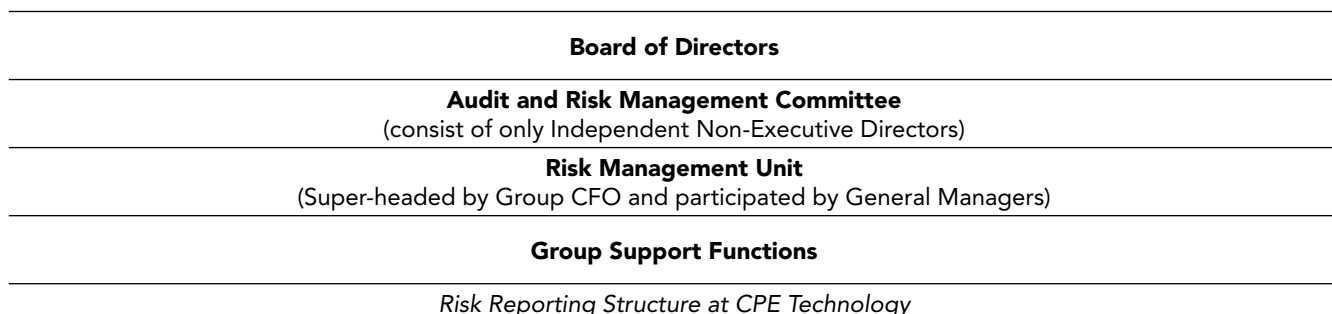 Board of Directors
Audit and Risk Management Committee
(consist of only Independent Non-Executive Directors)
Risk Management Unit
(Super-headed by Group CFO and participated by General Managers)
Group Support Functions
Risk Reporting Structure at CPE Technology